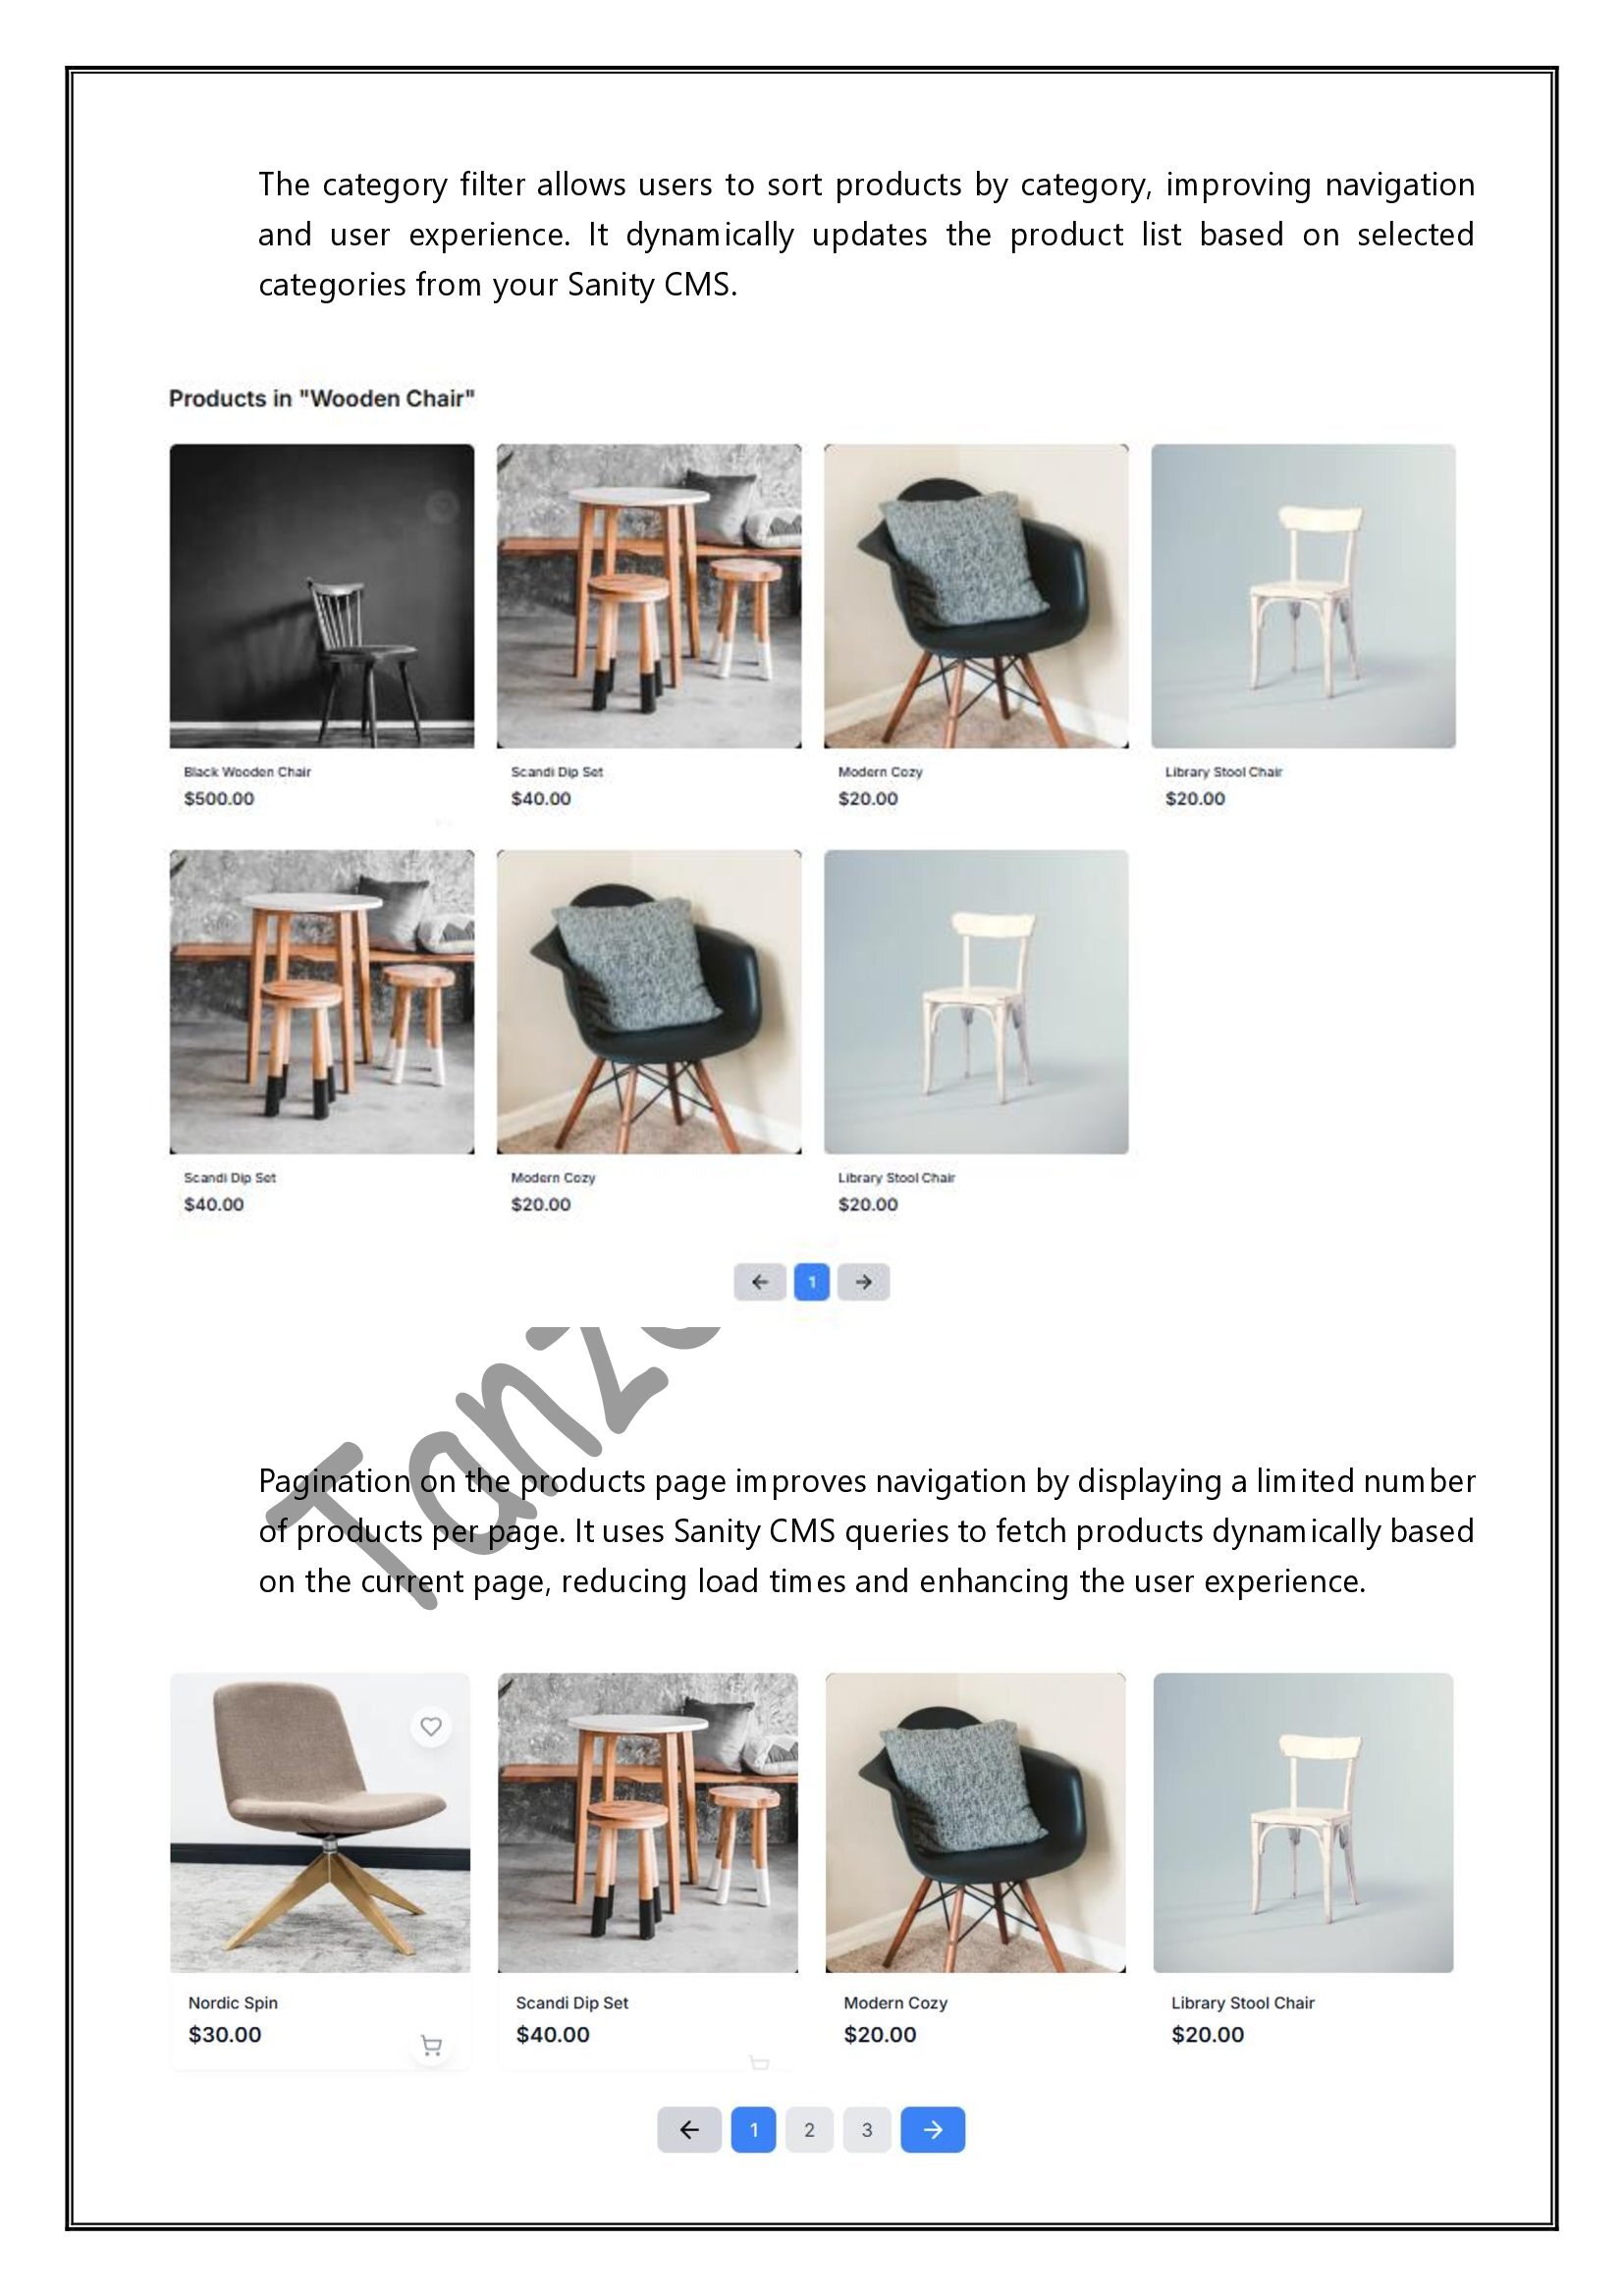 The category filter allows users to sort products by category, improving navigation
and user experience. It dynamically updates the product list based on selected
categories from your Sanity CMS.
Products in "Wooden Chair"
Black Wooden Chair
$500.00
Scandi Dip Set
$40.00
Modern Cozy
$20.00
Library Stool Chair
$20.00
Scandi Dip Set
$40.00
Modern Cozy
$20.00
Library Stool Chair
$20.00
1
Pagination on the products page improves navigation by displaying a limited number
of products per page. It uses Sanity CMS queries to fetch products dynamically based
on the current page, reducing load times and enhancing the user experience.
Nordic Spin
$30.00
Scandi Dip Set
$40.00
Modern Cozy
$20.00
Library Stool Chair
$20.00
1 2 3